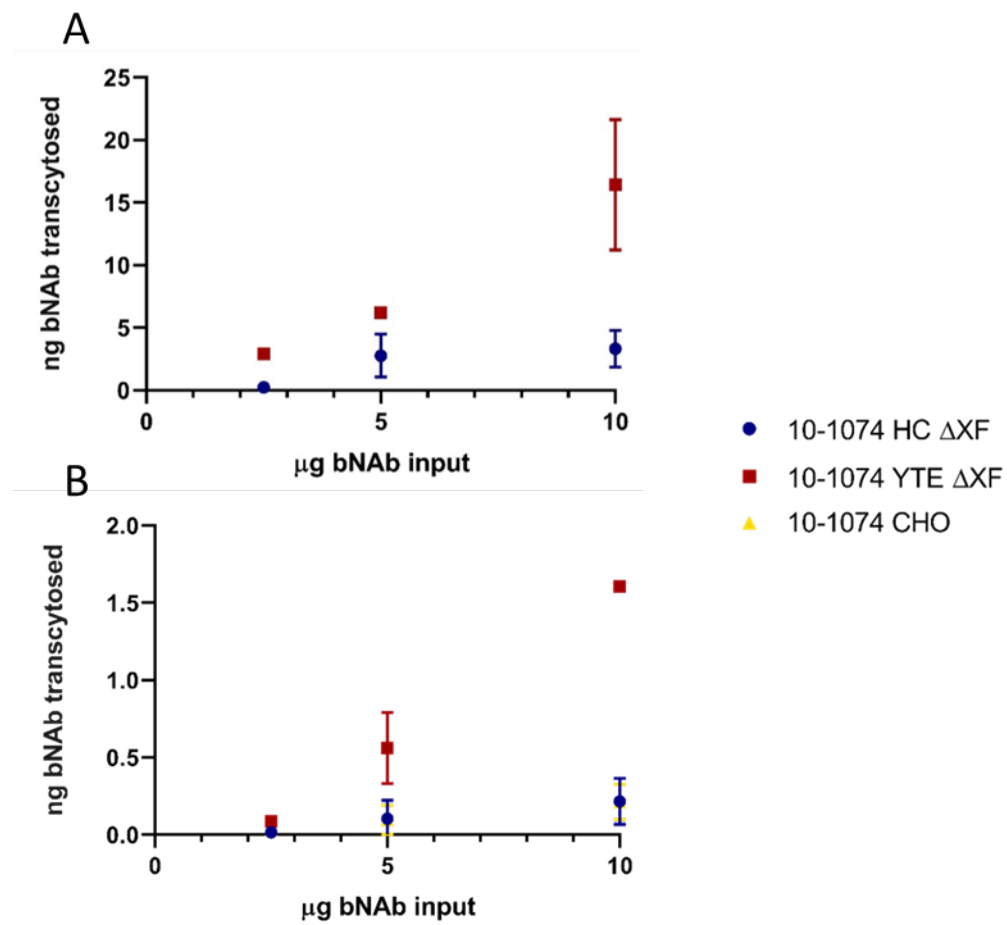 A
25
20
15
10
5
0
0 5 10
ng bNAb transcytosed
μg bNAb input
B
2.0
1.5
1.0
0.5
0.0
0 5 10
ng bNAb transcytosed
μg bNAb input
10-1074 HC ΔXF
10-1074 YTE ΔXF
10-1074 CHO